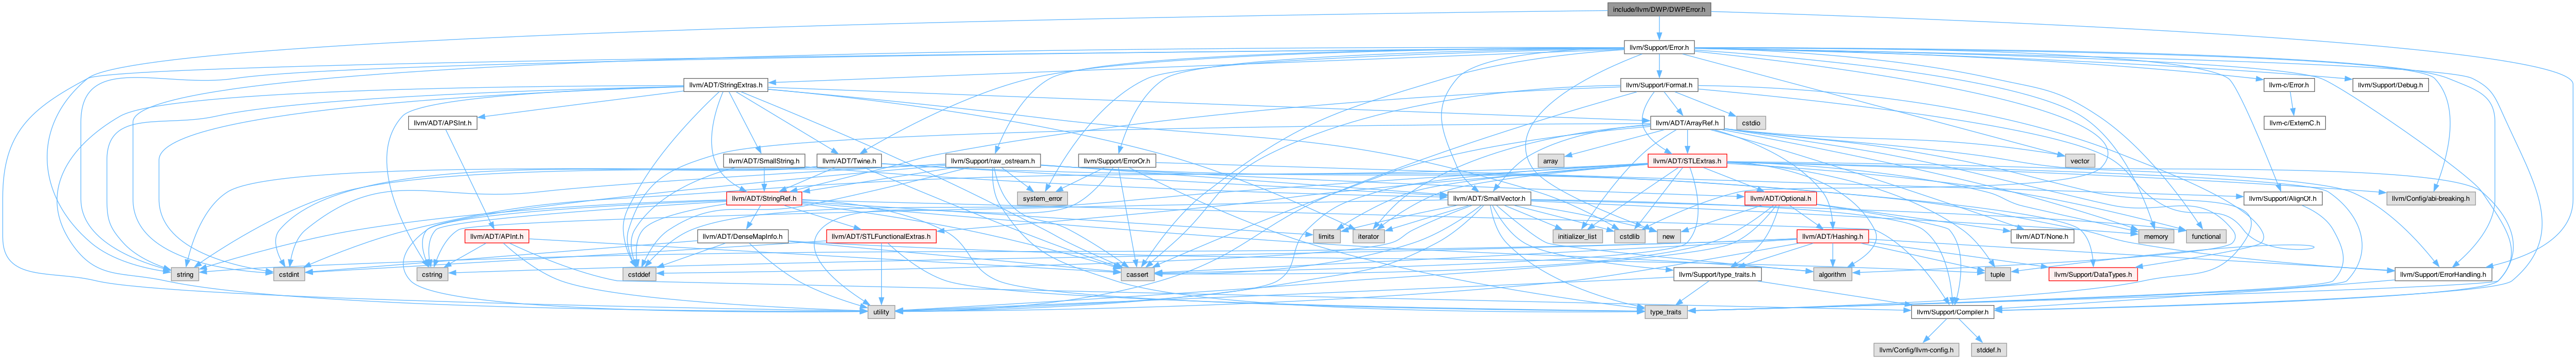 include/llvm/DWP/DWPError.h
llvm/Support/Error.h
llvm/ADT/StringExtras.h
llvm/Support/Format.h
llvm-c/Error.h
llvm/Support/Debug.h
llvm/ADT/APSInt.h
llvm/ADT/ArrayRef.h
cstdio
llvm-c/ExternC.h
llvm/ADT/SmallString.h
llvm/ADT/Twine.h
llvm/Support/raw_ostream.h
llvm/Support/ErrorOr.h
array
llvm/ADT/STLExtras.h
vector
llvm/ADT/StringRef.h
system_error
llvm/ADT/SmallVector.h
llvm/ADT/Optional.h
llvm/Support/AlignOf.h
llvm/Config/abi-breaking.h
llvm/ADT/APInt.h
llvm/ADT/DenseMapInfo.h
llvm/ADT/STLFunctionalExtras.h
limits
iterator
initializer_list
cstdlib
new
llvm/ADT/Hashing.h
llvm/ADT/None.h
memory
functional
string
cstdint
cstring
cstddef
cassert
llvm/Support/type_traits.h
algorithm
tuple
llvm/Support/DataTypes.h
llvm/Support/ErrorHandling.h
utility
type_traits
llvm/Support/Compiler.h
llvm/Config/llvm-config.h
stddef.h